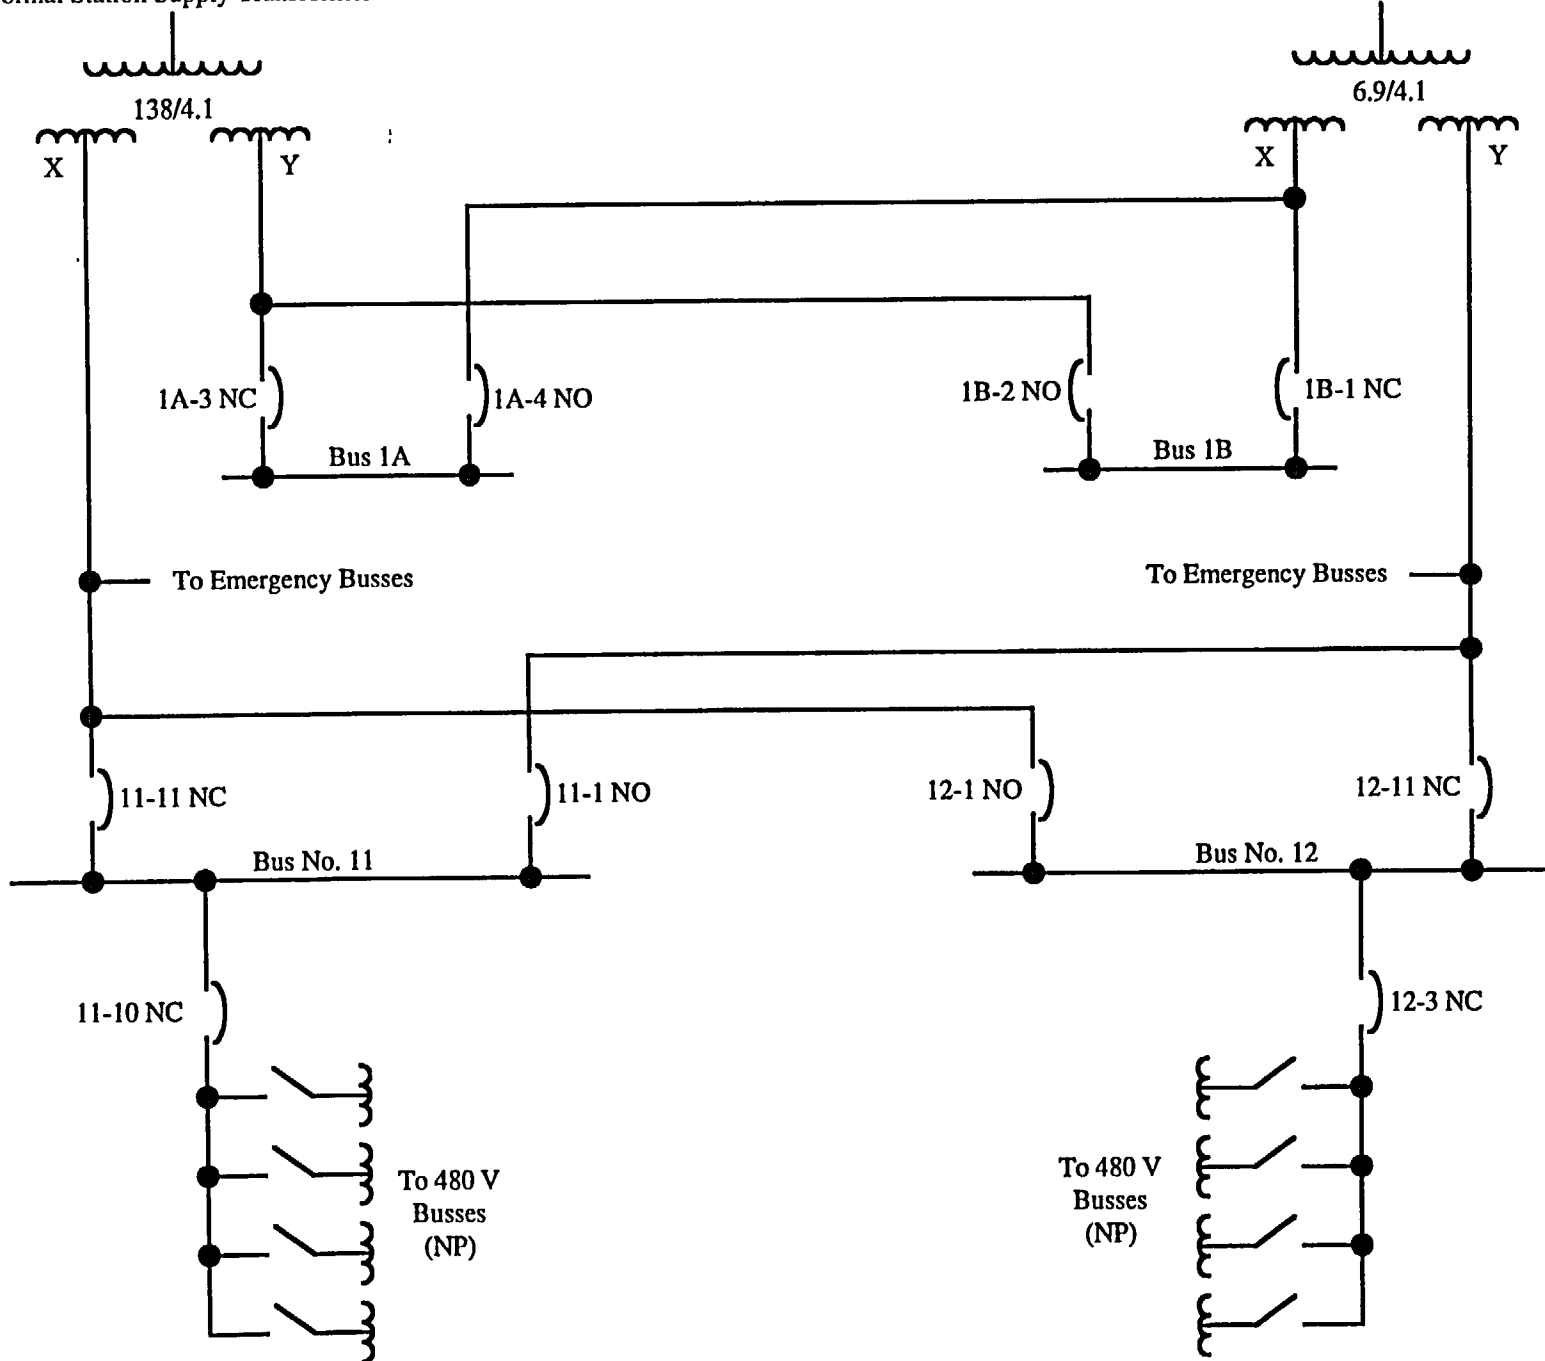 Station Supply
138/4.1
6.9/4.1
X
Y
X
Y
1A-3 NC
1A-4 NO
1B-2 NO
1B-1 NC
Bus 1A
Bus 1B
To Emergency Busses
To Emergency Busses
11-11 NC
11-1 NO
12-1 NO
12-11 NC
Bus No. 11
Bus No. 12
11-10 NC
12-3 NC
To 480 V
Busses
(NP)
To 480 V
Busses
(NP)